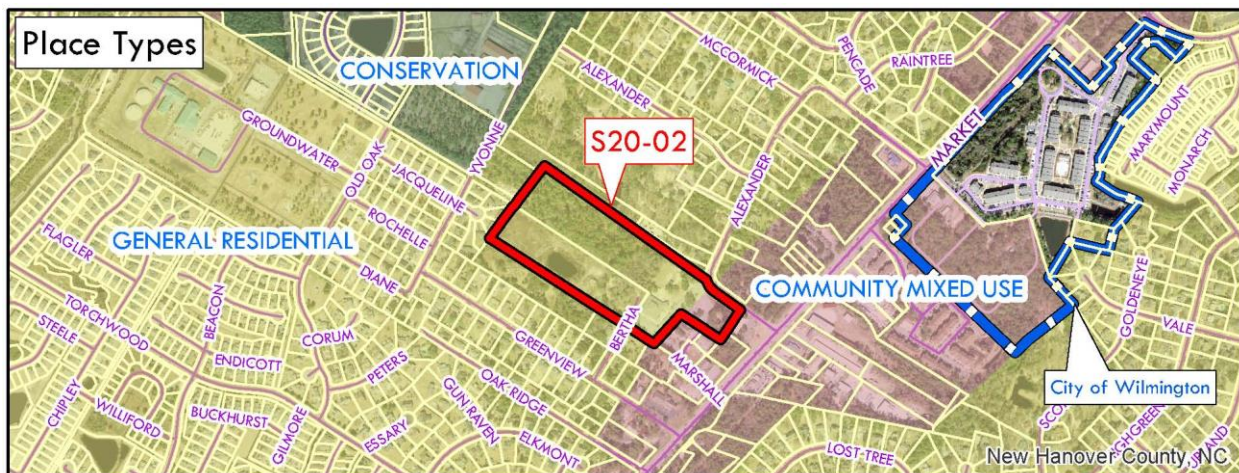 Place Types
CONSERVATION
MCCORMICK
PENCADE
RAINTREE
ALEXANDER
S20-02
MARKET
MARYMOUNT
MONARCH
GROUNDWATER
OLD OAK
JACQUELINE
YVONNE
ROCHELLE
ALEXANDER
FLAGLER
GENERAL RESIDENTIAL
DIANE
COMMUNITY MIXED USE
GOLDENEYE
VALE
TORCHWOOD
STEELE
BEACON
CORUM
ENDICOTT
PETERS
GREENVIEW
BERTHA
MARSHALL
OAK RIDGE
GUN RAVEN
ELKMONT
CHIPLEY
WILLIFORD
BUCKHURST
GILMORE
ESSARY
City of Wilmington
LOST TREE
New Hanover County, NC